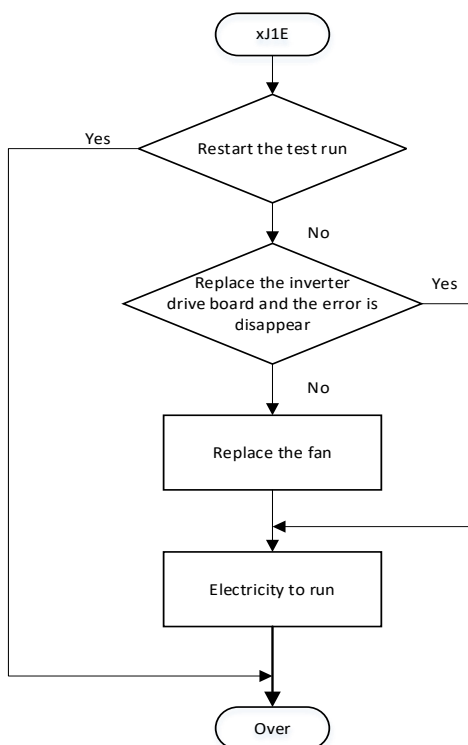 xJ1E
Yes
Restart the test run
No
Replace the inverter
drive board and the error is
disappear
Yes
No
Replace the fan
Electricity to run
Over